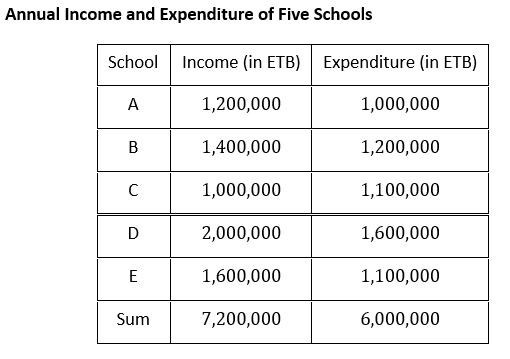 Annual Income and Expenditure of Five Schools
School Income (in ETB) Expenditure (in ETB)
A 1,200,000 1,000,000
B 1,400,000 1,200,000
C 1,000,000 1,100,000
D 2,000,000 1,600,000
E 1,600,000 1,100,000
Sum 7,200,000 6,000,000